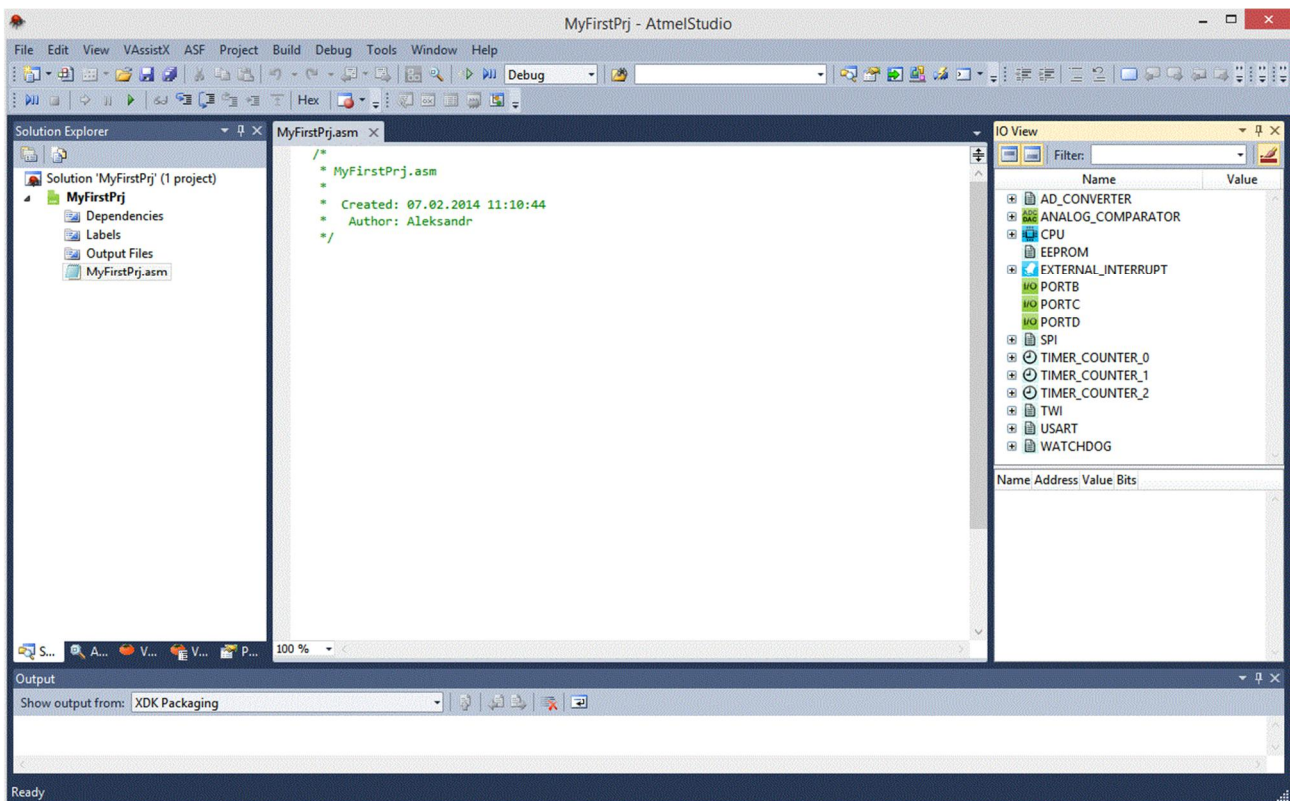 MyFirstPrj - AtmelStudio
File Edit View VAssistX ASF Project Build Debug Tools Window Help
Debug
Hex
Solution Explorer
Solution 'MyFirstPrj' (1 project)
MyFirstPrj
Dependencies
Labels
Output Files
MyFirstPrj.asm
S... A... V... V... P...
MyFirstPrj.asm
/*
* MyFirstPrj.asm
*
* Created: 07.02.2014 11:10:44
* Author: Aleksandr
*/
100 %
IO View
Filter:
Name Value
AD_CONVERTER
ADC DAC ANALOG_COMPARATOR
CPU
EEPROM
EXTERNAL_INTERRUPT
I/O PORTB
I/O PORTC
I/O PORTD
SPI
TIMER_COUNTER_0
TIMER_COUNTER_1
TIMER_COUNTER_2
TWI
USART
WATCHDOG
Name Address Value Bits
Output
Show output from: XDK Packaging
Ready